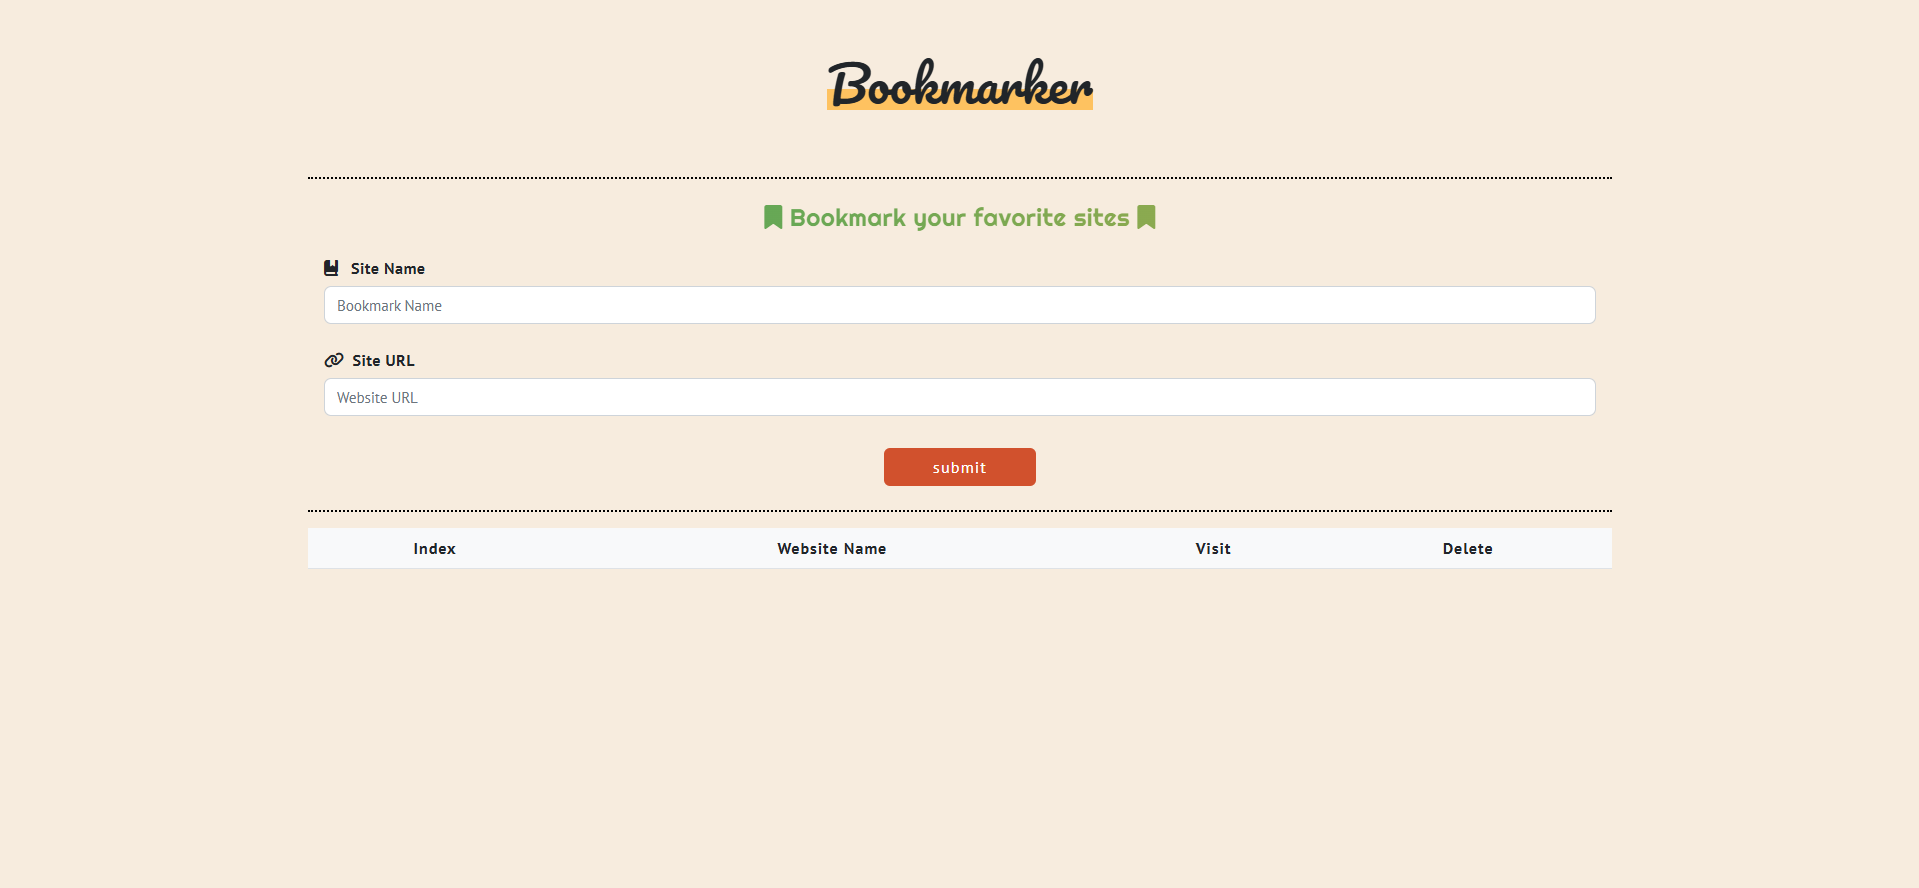 Bookmarker
Bookmark your favorite sites
Site Name
Bookmark Name
Site URL
Website URL
submit
Index Website Name Visit Delete